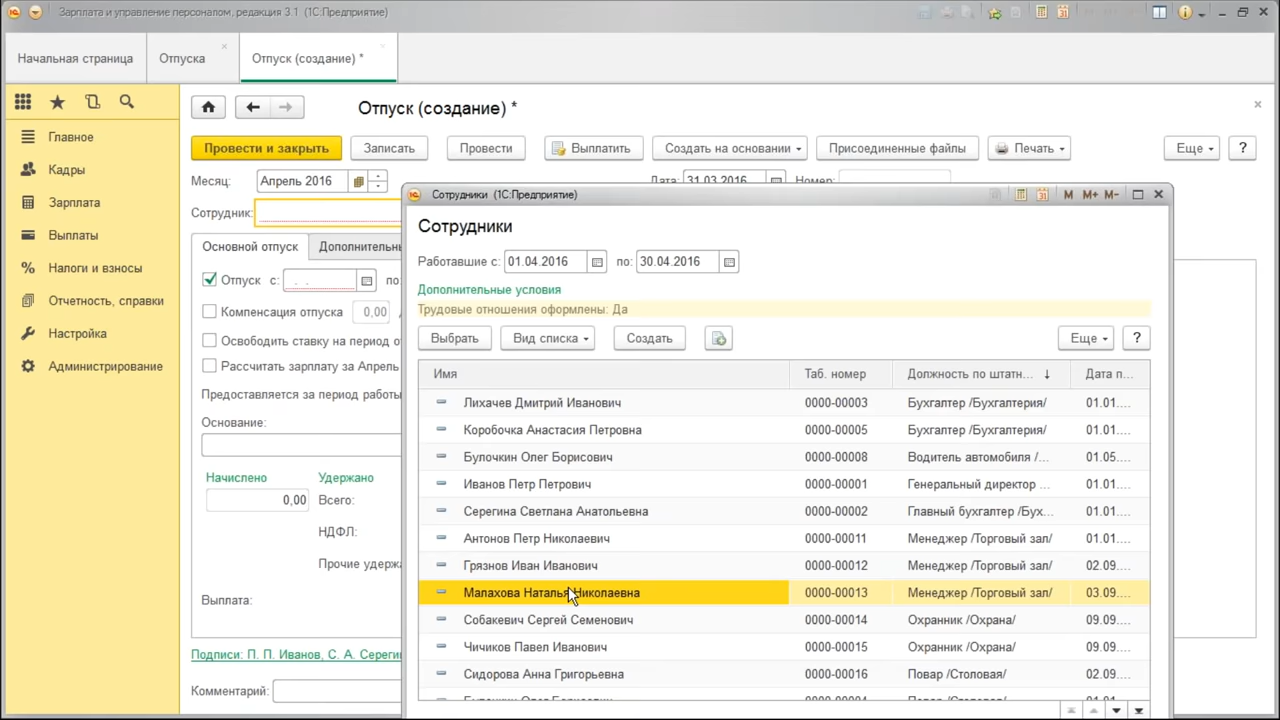 Зарплата и управление персоналом, редакция 3.1 (1С:Предприятие)
Начальная страница
Отпуска
Отпуск (создание) *
Главное
Кадры
Зарплата
Выплаты
Налоги и взносы
Отчетность, справки
Настройка
Администрирование
Отпуск (создание) *
Провести и закрыть
Записать
Провести
Выплатить
Создать на основании
Присоединенные файлы
Печать
Еще
?
Месяц: Апрель 2016
Дата: 31.03.2016 Номер:
Сотрудник:
Основной отпуск
Дополнительн
Отпуск с: . . по
Компенсация отпуска 0,00
Освободить ставку на период от
Рассчитать зарплату за Апрель
Предоставляется за период работы
Основание:
Начислено Удержано
0,00 Всего:
НДФЛ:
Прочие удерж
Выплата:
Подписи: П. П. Иванов, С. А. Сереги
Комментарий:
Сотрудники (1С:Предприятие)
M M+ M-
Сотрудники
Работавшие с: 01.04.2016 по: 30.04.2016
Дополнительные условия
Трудовые отношения оформлены: Да
Выбрать
Вид списка
Создать
Еще
?
Имя Таб. номер Должность по штатн... ↓ Дата п...
Лихачев Дмитрий Иванович 0000-00003 Бухгалтер /Бухгалтерия/ 01.01....
Коробочка Анастасия Петровна 0000-00005 Бухгалтер /Бухгалтерия/ 01.01....
Булочкин Олег Борисович 0000-00008 Водитель автомобиля /... 01.05....
Иванов Петр Петрович 0000-00001 Генеральный директор ... 01.01....
Серегина Светлана Анатольевна 0000-00002 Главный бухгалтер /Бух... 01.01....
Антонов Петр Николаевич 0000-00011 Менеджер /Торговый зал/ 01.01....
Грязнов Иван Иванович 0000-00012 Менеджер /Торговый зал/ 02.09....
Малахова Наталья Николаевна 0000-00013 Менеджер /Торговый зал/ 03.09....
Собакевич Сергей Семенович 0000-00014 Охранник /Охрана/ 09.09....
Чичиков Павел Иванович 0000-00015 Охранник /Охрана/ 09.09....
Сидорова Анна Григорьевна 0000-00016 Повар /Столовая/ 02.09....